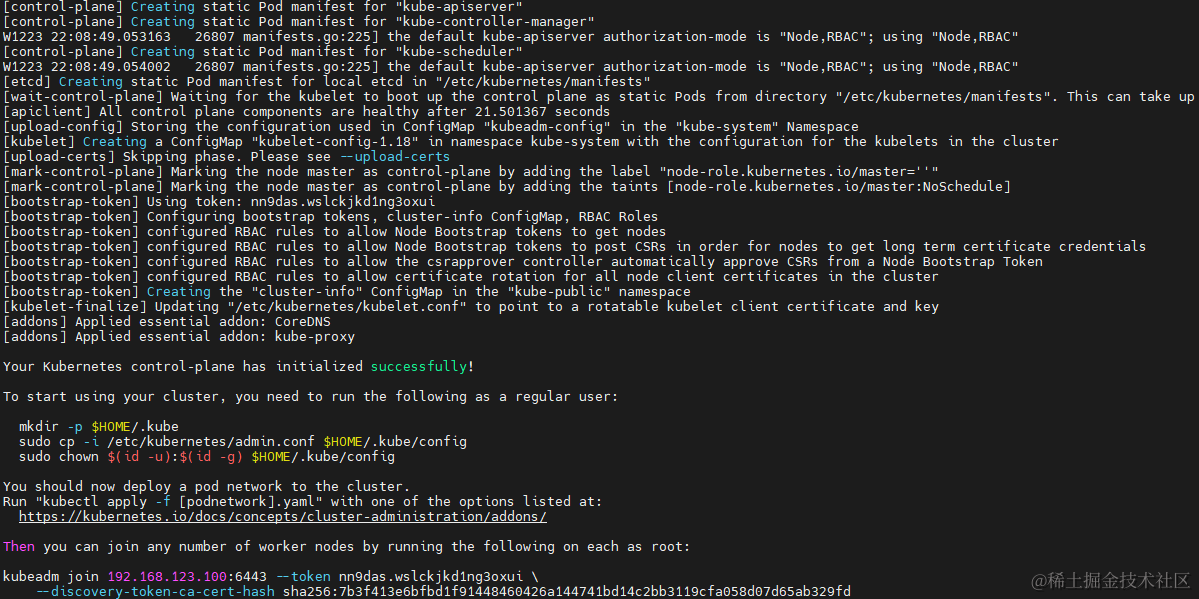 [control-plane] Creating static Pod manifest for "kube-apiserver"
[control-plane] Creating static Pod manifest for "kube-controller-manager"
W1223 22:08:49.053163   26807 manifests.go:225] the default kube-apiserver authorization-mode is "Node,RBAC"; using "Node,RBAC"
[control-plane] Creating static Pod manifest for "kube-scheduler"
W1223 22:08:49.054002   26807 manifests.go:225] the default kube-apiserver authorization-mode is "Node,RBAC"; using "Node,RBAC"
[etcd] Creating static Pod manifest for local etcd in "/etc/kubernetes/manifests"
[wait-control-plane] Waiting for the kubelet to boot up the control plane as static Pods from directory "/etc/kubernetes/manifests". This can take up
[apiclient] All control plane components are healthy after 21.501367 seconds
[upload-config] Storing the configuration used in ConfigMap "kubeadm-config" in the "kube-system" Namespace
[kubelet] Creating a ConfigMap "kubelet-config-1.18" in namespace kube-system with the configuration for the kubelets in the cluster
[upload-certs] Skipping phase. Please see --upload-certs
[mark-control-plane] Marking the node master as control-plane by adding the label "node-role.kubernetes.io/master=''"
[mark-control-plane] Marking the node master as control-plane by adding the taints [node-role.kubernetes.io/master:NoSchedule]
[bootstrap-token] Using token: nn9das.wslckjkd1ng3oxui
[bootstrap-token] Configuring bootstrap tokens, cluster-info ConfigMap, RBAC Roles
[bootstrap-token] configured RBAC rules to allow Node Bootstrap tokens to get nodes
[bootstrap-token] configured RBAC rules to allow Node Bootstrap tokens to post CSRs in order for nodes to get long term certificate credentials
[bootstrap-token] configured RBAC rules to allow the csrapprover controller automatically approve CSRs from a Node Bootstrap Token
[bootstrap-token] configured RBAC rules to allow certificate rotation for all node client certificates in the cluster
[bootstrap-token] Creating the "cluster-info" ConfigMap in the "kube-public" namespace
[kubelet-finalize] Updating "/etc/kubernetes/kubelet.conf" to point to a rotatable kubelet client certificate and key
[addons] Applied essential addon: CoreDNS
[addons] Applied essential addon: kube-proxy
Your Kubernetes control-plane has initialized successfully!
To start using your cluster, you need to run the following as a regular user:
mkdir -p $HOME/.kube
sudo cp -i /etc/kubernetes/admin.conf $HOME/.kube/config
sudo chown $(id -u):$(id -g) $HOME/.kube/config
You should now deploy a pod network to the cluster.
Run "kubectl apply -f [podnetwork].yaml" with one of the options listed at:
https://kubernetes.io/docs/concepts/cluster-administration/addons/
Then you can join any number of worker nodes by running the following on each as root:
kubeadm join 192.168.123.100:6443 --token nn9das.wslckjkd1ng3oxui \
--discovery-token-ca-cert-hash sha256:7b3f413e6bfbd1f91448460426a144741bd14c2bb3119cfa058d07d65ab329fd
@稀土掘金技术社区